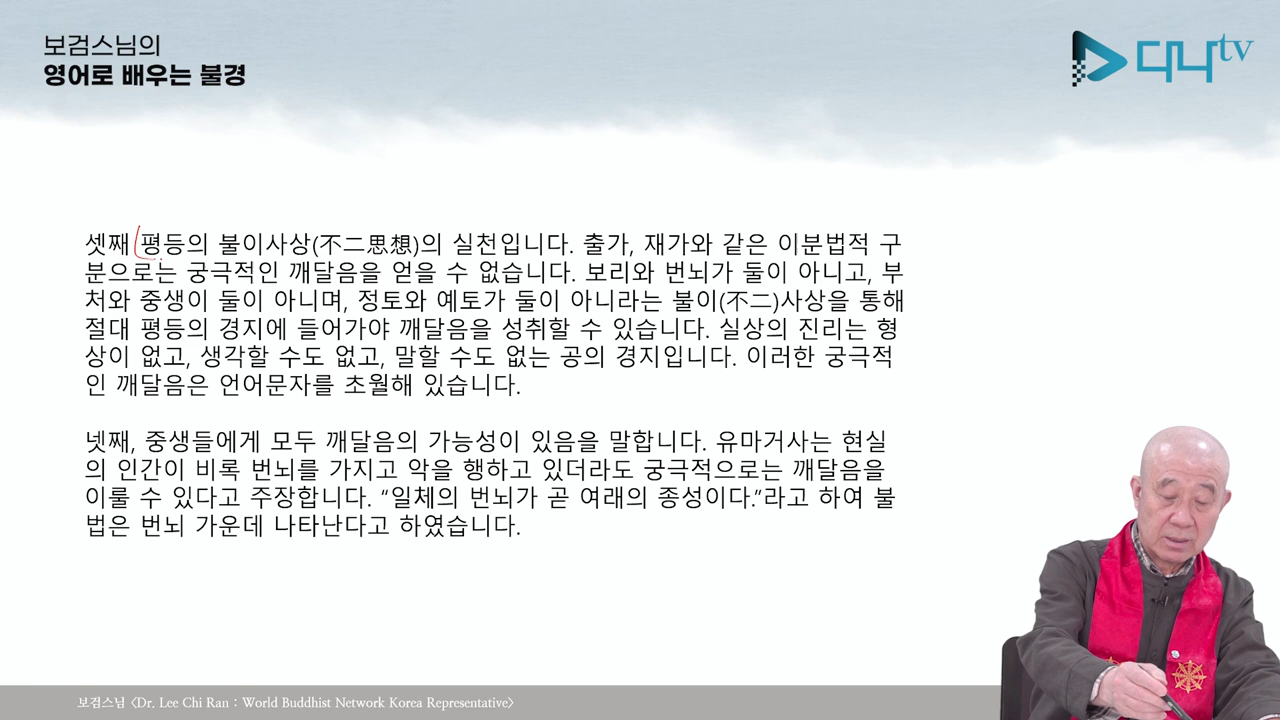 보검스님의
영어로 배우는 불경
다나tv
셋째 평등의 불이사상(不二思想)의 실천입니다. 출가, 재가와 같은 이분법적 구
분으로는 궁극적인 깨달음을 얻을 수 없습니다. 보리와 번뇌가 둘이 아니고, 부
처와 중생이 둘이 아니며, 정토와 예토가 둘이 아니라는 불이(不二)사상을 통해
절대 평등의 경지에 들어가야 깨달음을 성취할 수 있습니다. 실상의 진리는 형
상이 없고, 생각할 수도 없고, 말할 수도 없는 공의 경지입니다. 이러한 궁극적
인 깨달음은 언어문자를 초월해 있습니다.
넷째, 중생들에게 모두 깨달음의 가능성이 있음을 말합니다. 유마거사는 현실
의 인간이 비록 번뇌를 가지고 악을 행하고 있더라도 궁극적으로는 깨달음을
이룰 수 있다고 주장합니다. “일체의 번뇌가 곧 여래의 종성이다.”라고 하여 불
법은 번뇌 가운데 나타난다고 하였습니다.
보검스님 <Dr. Lee Chi Ran : World Buddhist Network Korea Representative>